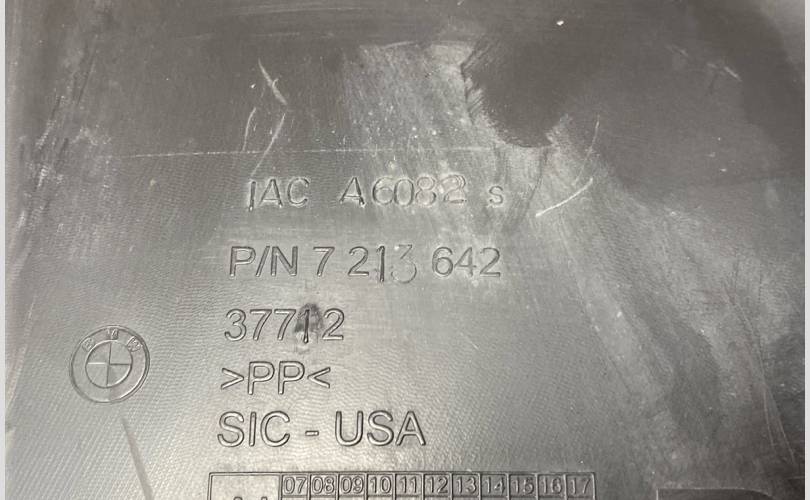 IAC A6082 s
P/N 7 213 642
37712
BMW
>PP<
SIC - USA
07 08 09 10 11 12 13 14 15 16 17